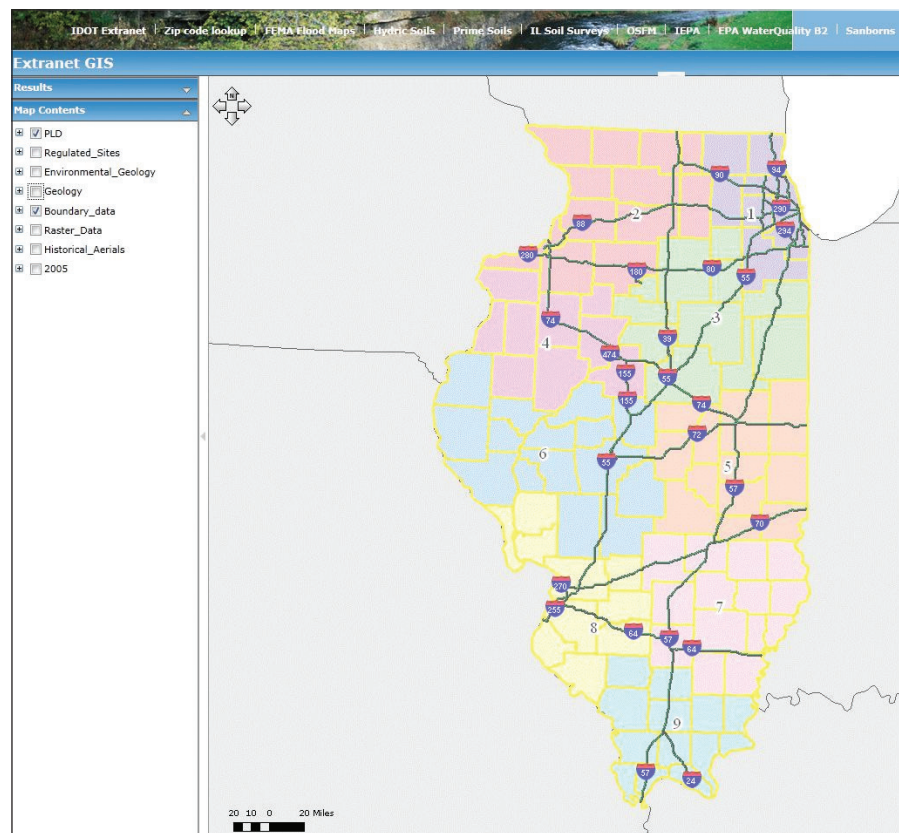 IDOT Extranet | Zip code lookup | FEMA Flood Maps | Hydric Soils | Prime Soils | IL Soil Surveys | OSFM | IEPA | EPA WaterQuality B2 | Sanborns
Extranet GIS
Results
Map Contents
PLD
Regulated_Sites
Environmental_Geology
Geology
Boundary_data
Raster_Data
Historical_Aerials
2005
N
90
94
2
1
290
88
294
280
180
80
55
74
3
4
39
474
155
55
155
74
72
6
55
5
57
70
270
255
7
8
64
57
64
9
57
24
20 10 0 20 Miles